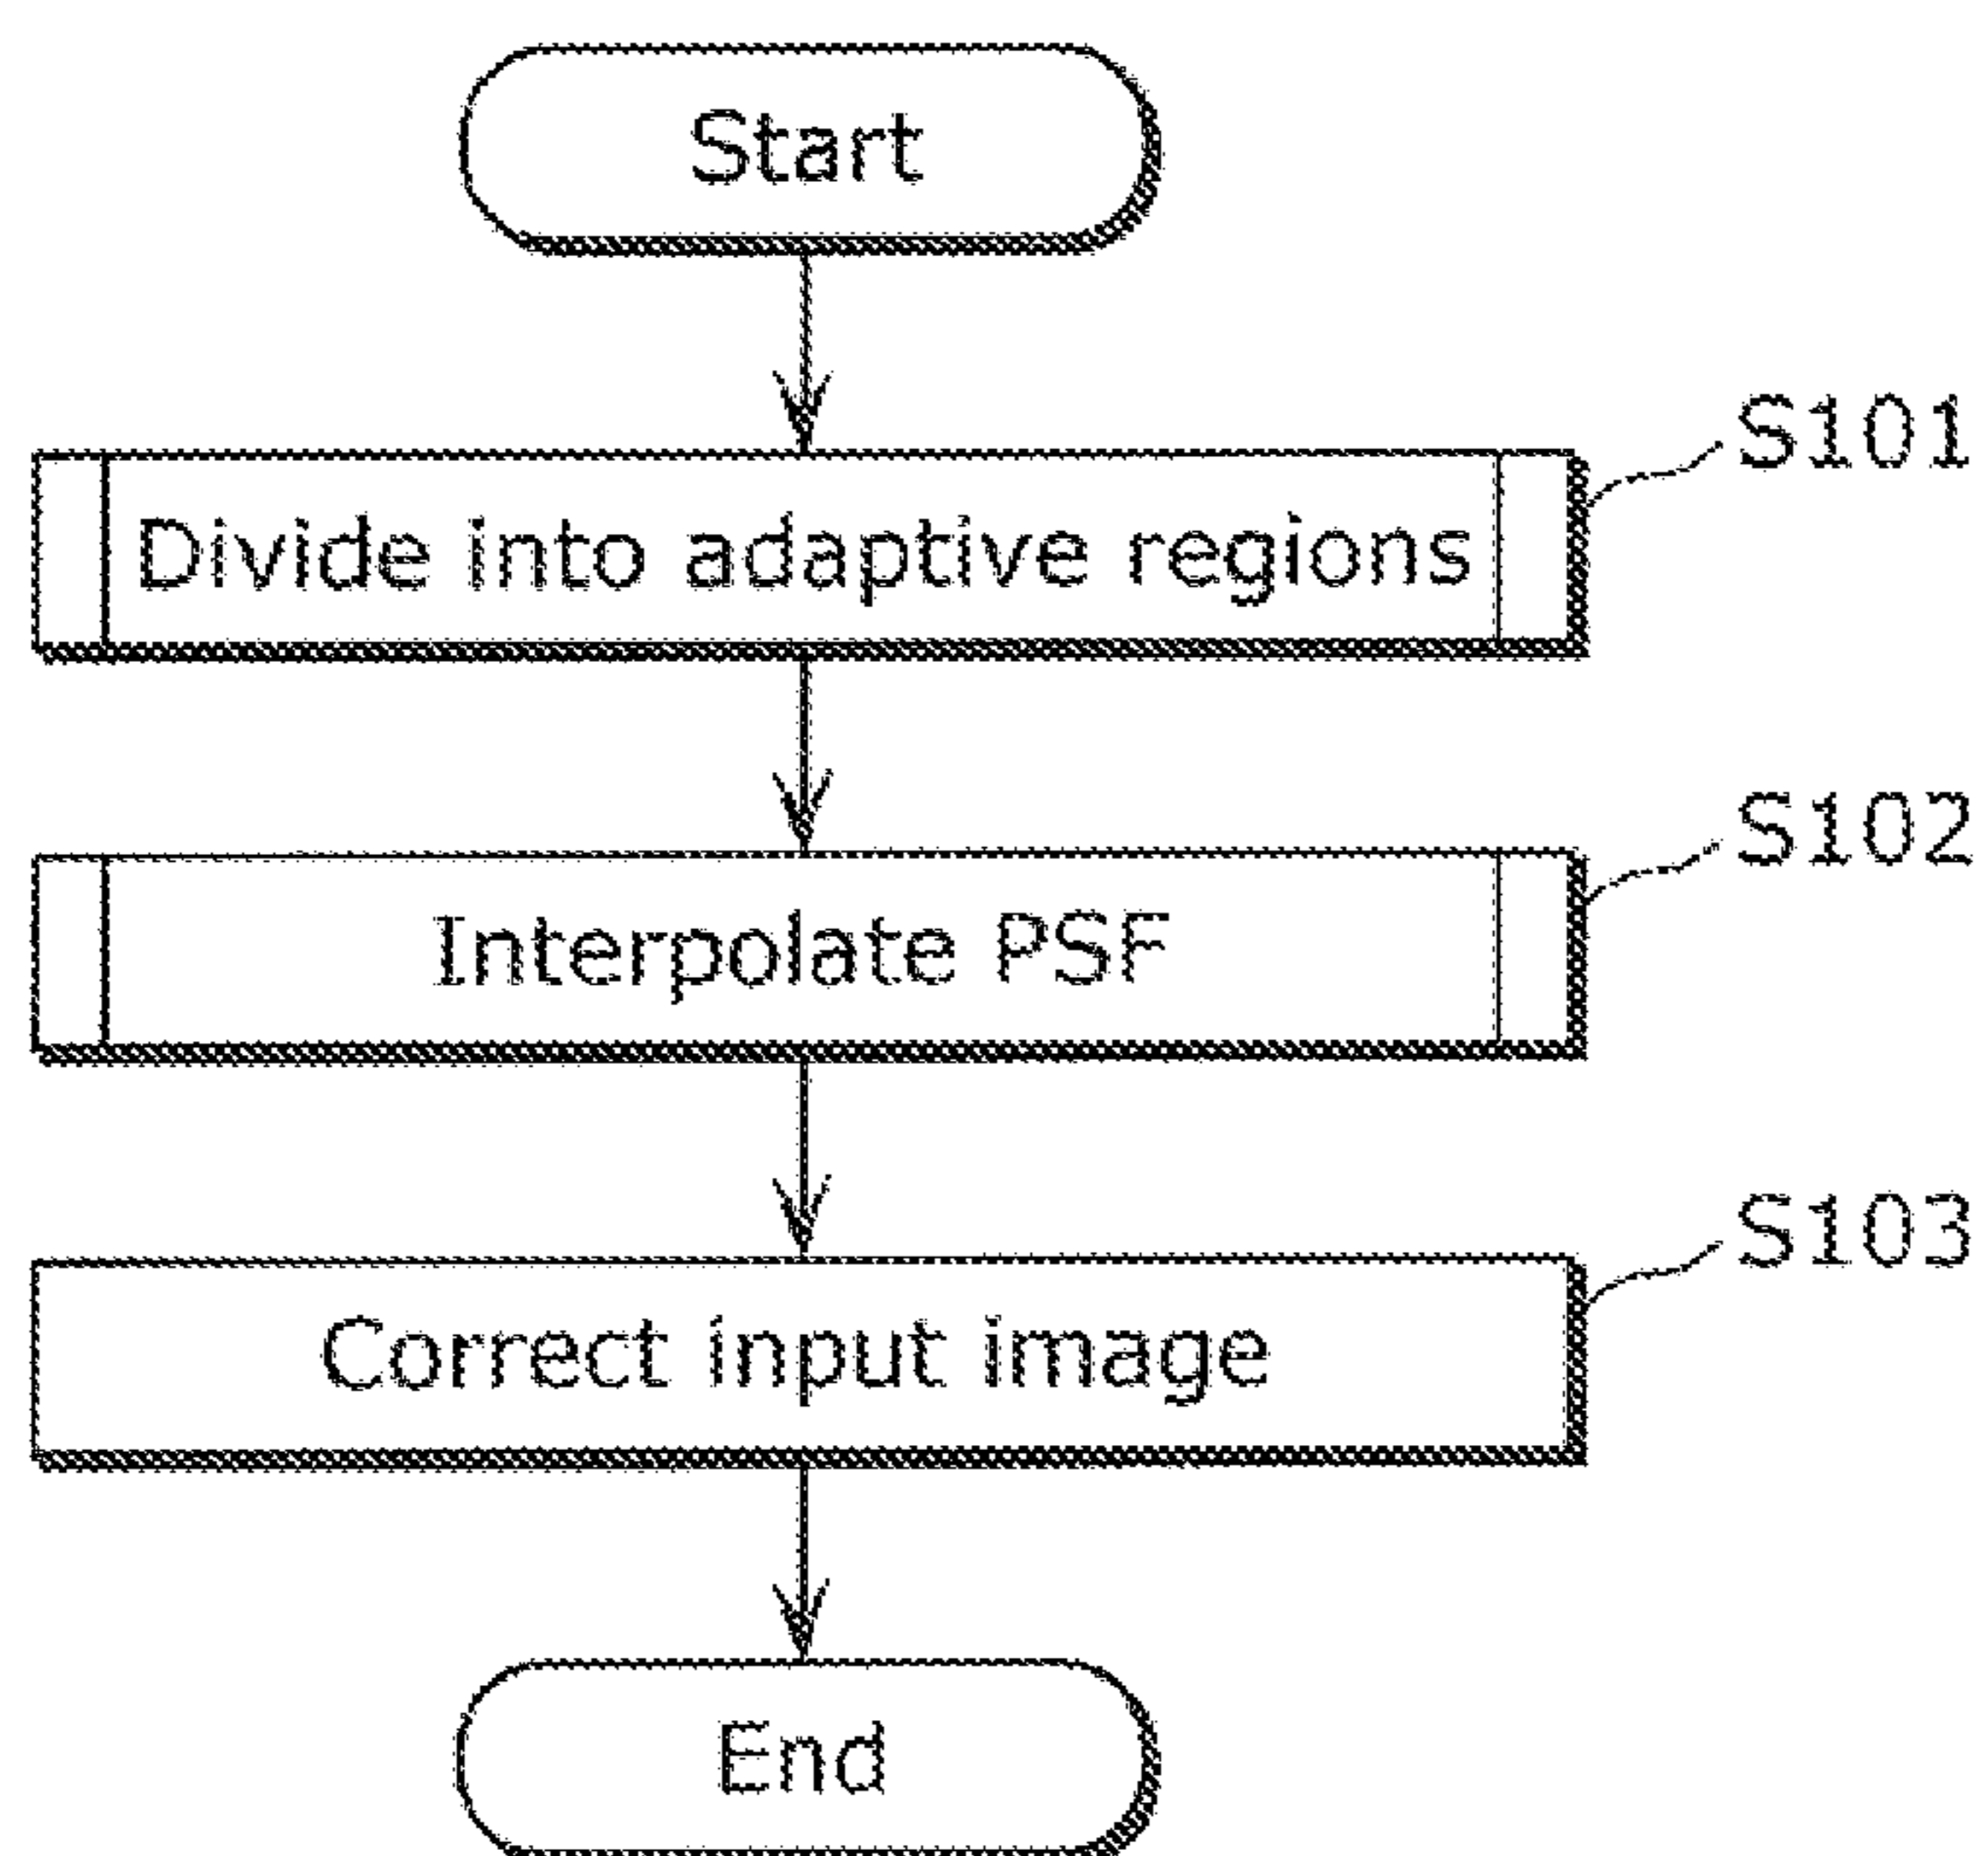 Start
S101
Divide into adaptive regions
S102
Interpolate PSF
S103
Correct input image
End